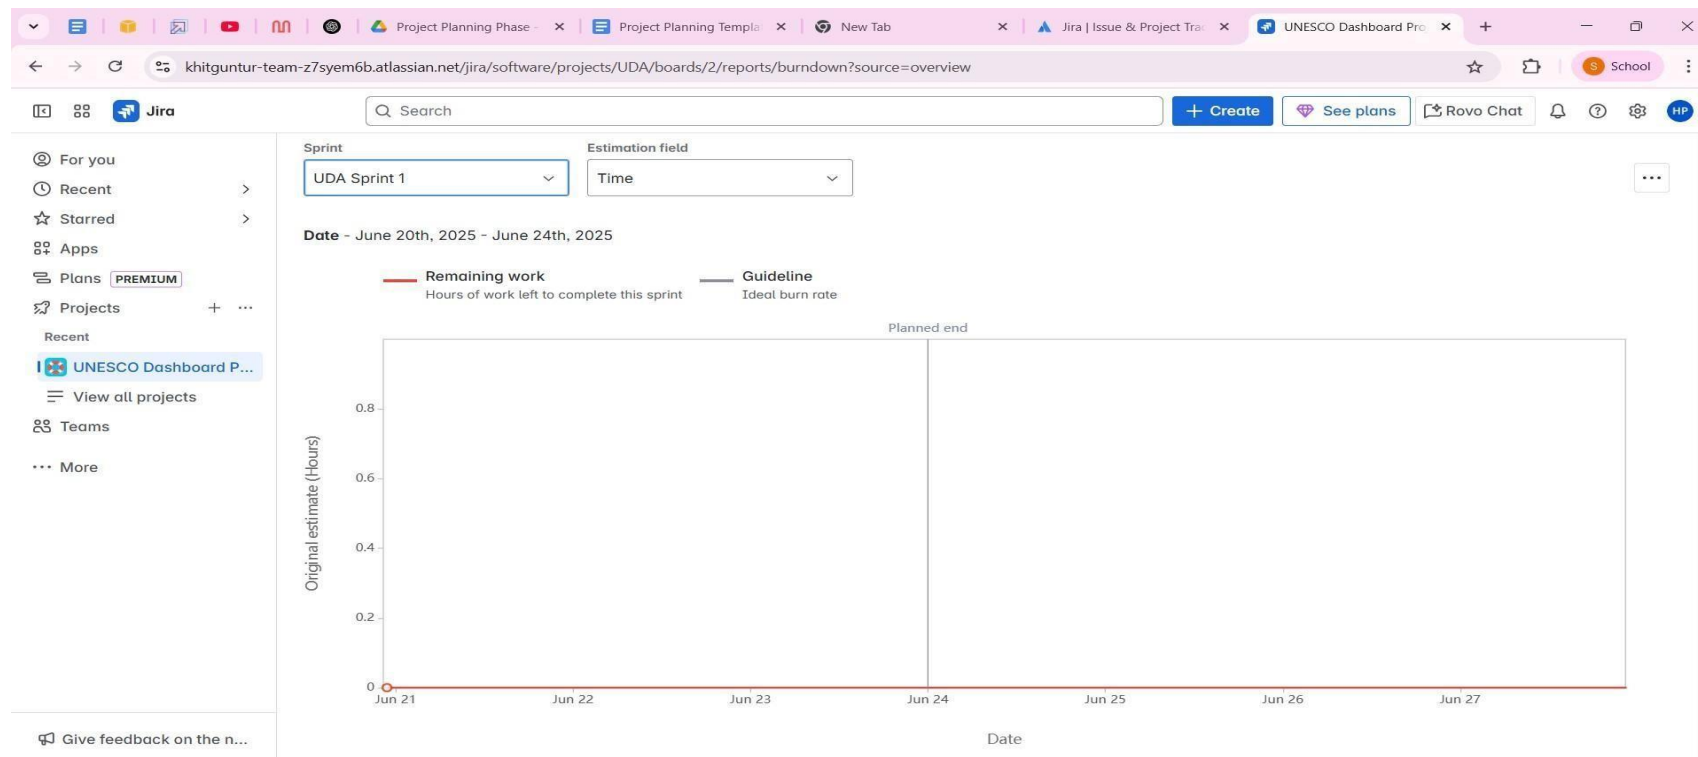 Project Planning Phase -
Project Planning Templa
New Tab
Jira | Issue & Project Trac
UNESCO Dashboard Pro
khitguntur-team-z7syem6b.atlassian.net/jira/software/projects/UDA/boards/2/reports/burndown?source=overview
S School
Jira
Search
+ Create
See plans
Rovo Chat
HP
For you
Recent
Starred
Apps
Plans PREMIUM
Projects
Recent
UNESCO Dashboard P...
View all projects
Teams
More
Give feedback on the n...
Sprint
Estimation field
UDA Sprint 1
Time
Date - June 20th, 2025 - June 24th, 2025
Remaining work
Hours of work left to complete this sprint
Guideline
Ideal burn rate
Planned end
Original estimate (Hours)
0.8
0.6
0.4
0.2
0
Jun 21
Jun 22
Jun 23
Jun 24
Jun 25
Jun 26
Jun 27
Date